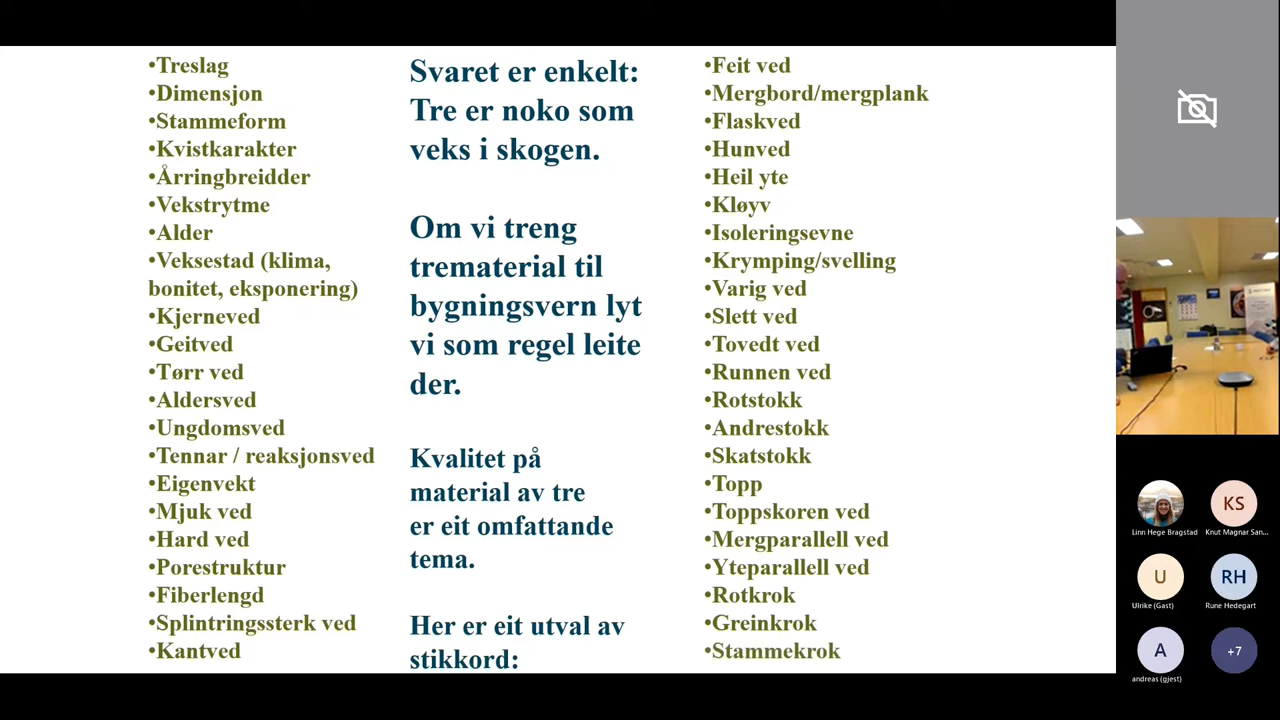 •Treslag
•Dimensjon
•Stammeform
•Kvistkarakter
•Årringbreidder
•Vekstrytme
•Alder
•Veksestad (klima,
bonitet, eksponering)
•Kjerneved
•Geitved
•Tørr ved
•Aldersved
•Ungdomsved
•Tennar / reaksjonsved
•Eigenvekt
•Mjuk ved
•Hard ved
•Porestruktur
•Fiberlengd
•Splintringssterk ved
•Kantved
Svaret er enkelt:
Tre er noko som
veks i skogen.
Om vi treng
trematerial til
bygningsvern lyt
vi som regel leite
der.
Kvalitet på
material av tre
er eit omfattande
tema.
Her er eit utval av
stikkord:
•Feit ved
•Mergbord/mergplank
•Flaskved
•Hunved
•Heil yte
•Kløyv
•Isoleringsevne
•Krymping/svelling
•Varig ved
•Slett ved
•Tovedt ved
•Runnen ved
•Rotstokk
•Andrestokk
•Skatstokk
•Topp
•Toppskoren ved
•Mergparallell ved
•Yteparallell ved
•Rotkrok
•Greinkrok
•Stammekrok
Linn Hege Bragstad
KS
Knut Magnar San...
U
Ulrike (Gast)
RH
Rune Hedegart
A
andreas (gjest)
+7